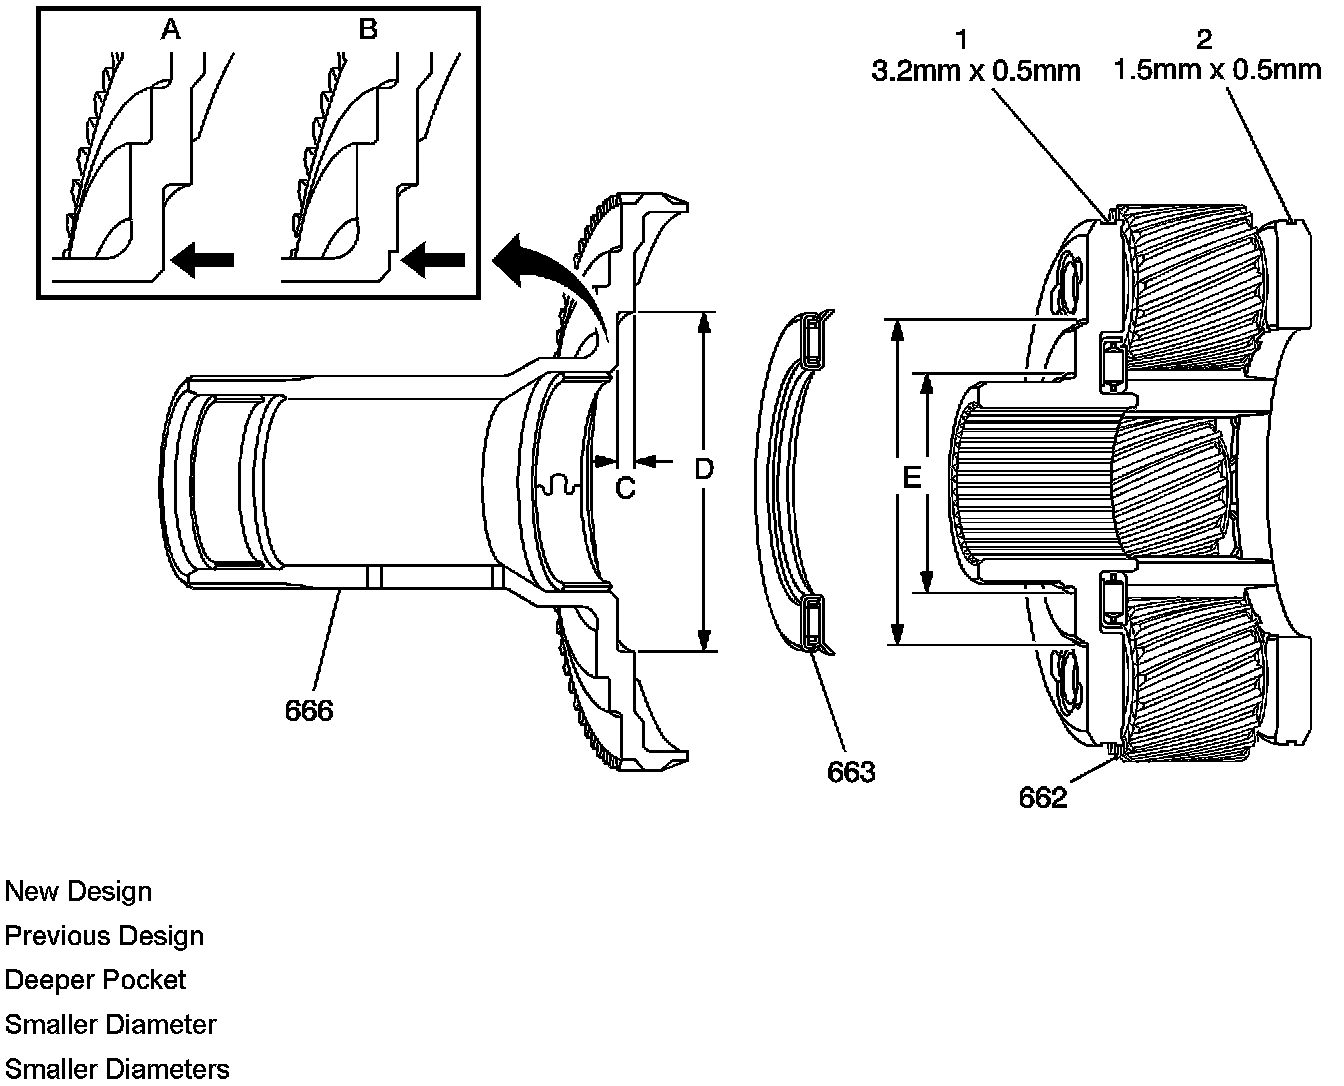 A
B
1
3.2mm x 0.5mm
2
1.5mm x 0.5mm
C
D
E
666
663
662
New Design
Previous Design
Deeper Pocket
Smaller Diameter
Smaller Diameters